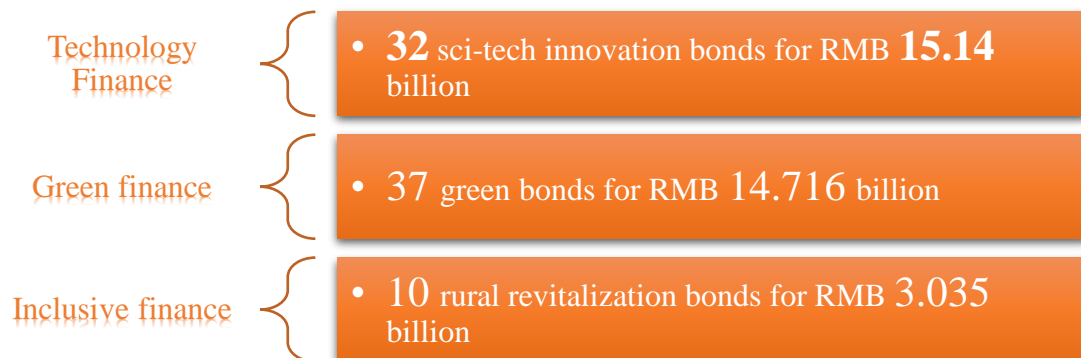 Technology
Finance
• 32 sci-tech innovation bonds for RMB 15.14
billion
Green finance
• 37 green bonds for RMB 14.716 billion
Inclusive finance
• 10 rural revitalization bonds for RMB 3.035
billion